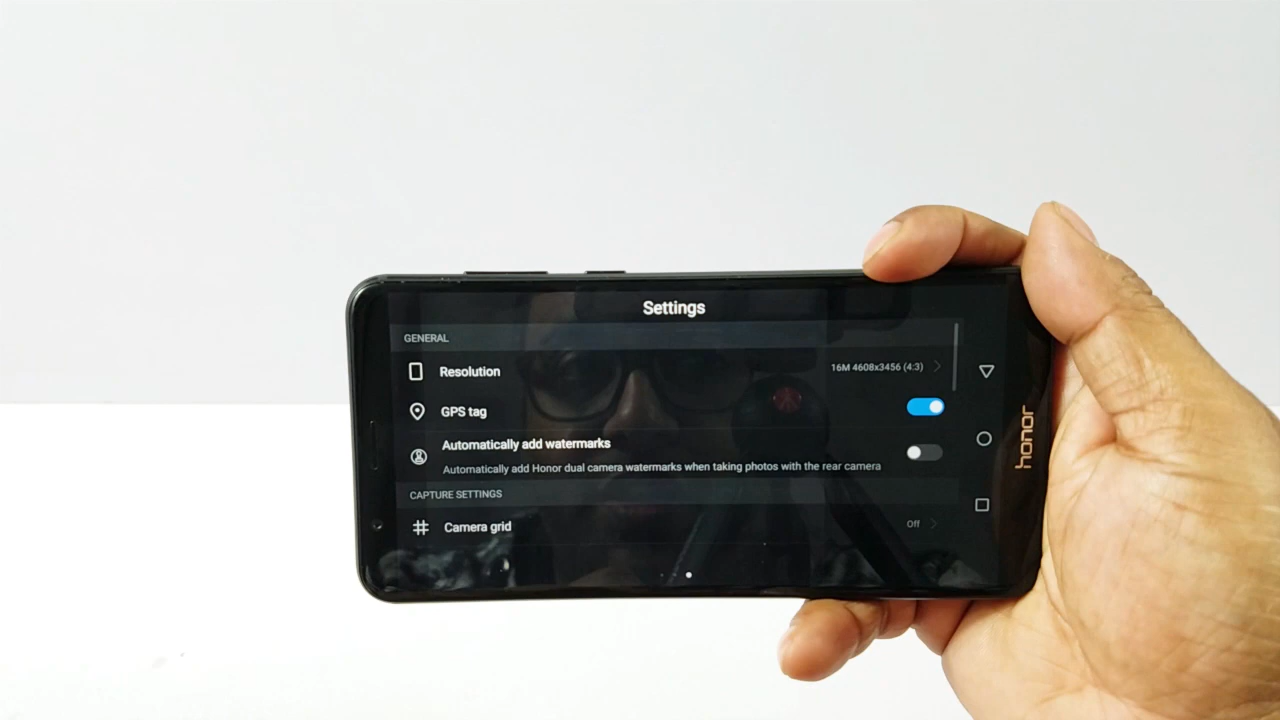 Settings
GENERAL
Resolution 16M 4608x3456 (4:3)
GPS tag
Automatically add watermarks
Automatically add Honor dual camera watermarks when taking photos with the rear camera
CAPTURE SETTINGS
Camera grid Off
honor